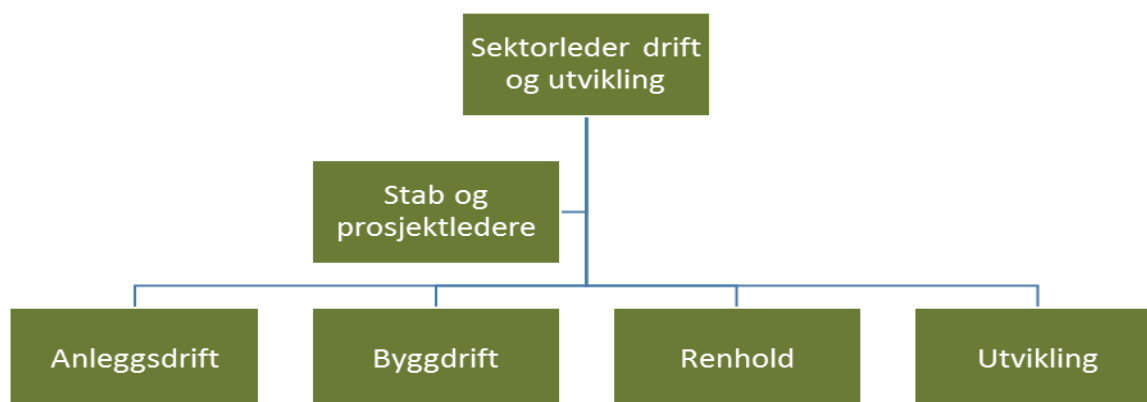 Sektorleder drift
og utvikling
Stab og
prosjektledere
Anleggsdrift
Byggdrift
Renhold
Utvikling